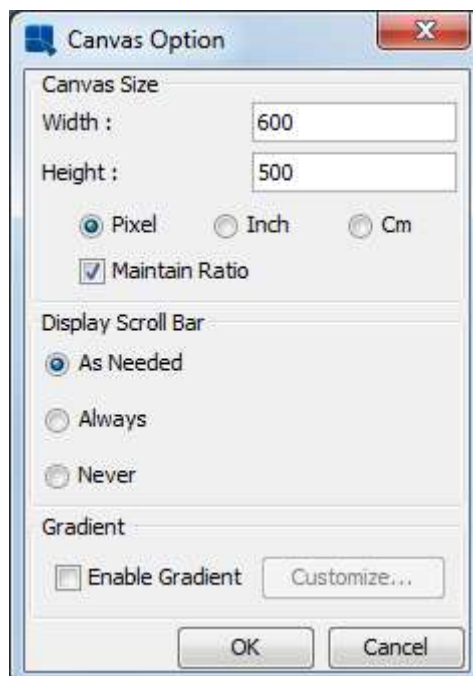 Canvas Option
Canvas Size
Width : 600
Height : 500
Pixel Inch Cm
Maintain Ratio
Display Scroll Bar
As Needed
Always
Never
Gradient
Enable Gradient Customize...
OK Cancel